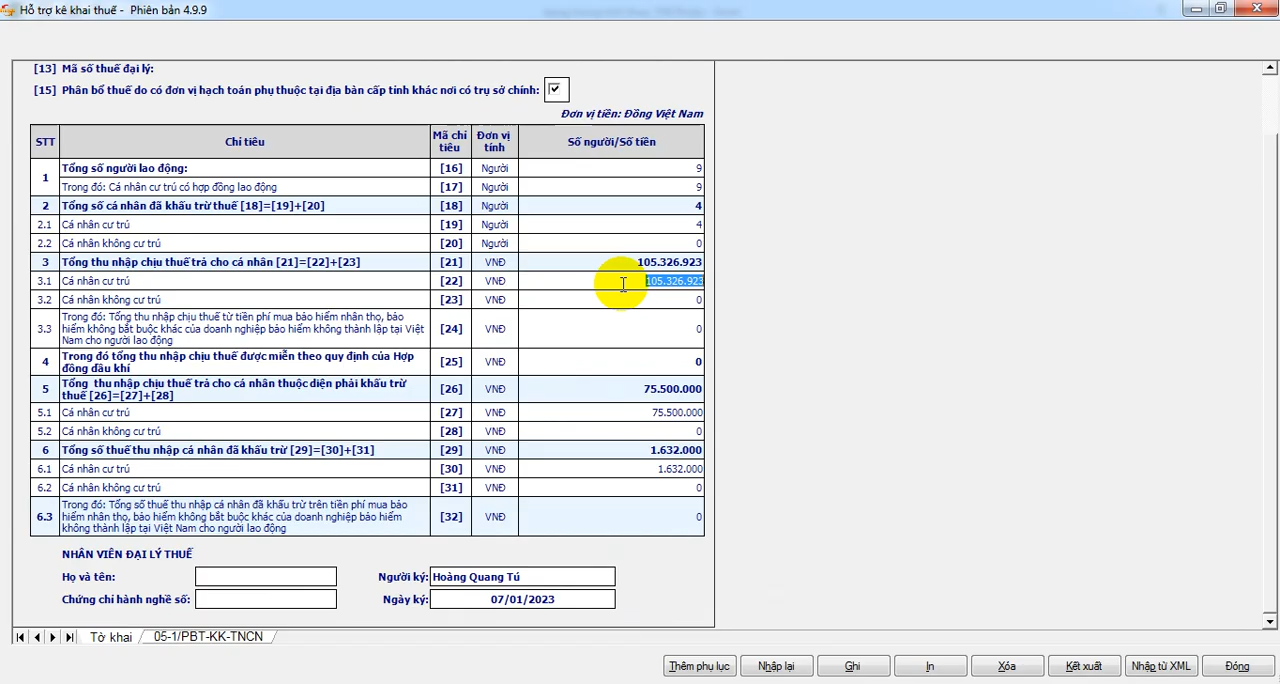 Hỗ trợ kê khai thuế - Phiên bản 4.9.9
[13] Mã số thuế đại lý:
[15] Phân bổ thuế do có đơn vị hạch toán phụ thuộc tại địa bàn cấp tỉnh khác nơi có trụ sở chính:
Đơn vị tiền: Đồng Việt Nam
STT Chỉ tiêu Mã chỉ tiêu Đơn vị tính Số người/Số tiền
1 Tổng số người lao động: [16] Người 9
Trong đó: Cá nhân cư trú có hợp đồng lao động [17] Người 9
2 Tổng số cá nhân đã khấu trừ thuế [18]=[19]+[20] [18] Người 4
2.1 Cá nhân cư trú [19] Người 4
2.2 Cá nhân không cư trú [20] Người 0
3 Tổng thu nhập chịu thuế trả cho cá nhân [21]=[22]+[23] [21] VNĐ 105.326.923
3.1 Cá nhân cư trú [22] VNĐ 105.326.923
3.2 Cá nhân không cư trú [23] VNĐ 0
3.3 Trong đó: Tổng thu nhập chịu thuế từ tiền phí mua bảo
hiểm nhân thọ, bảo hiểm không bắt buộc khác của doanh nghiệp bảo hiểm không thành lập tại Việt
Nam cho người lao động [24] VNĐ 0
4 Trong đó tổng thu nhập chịu thuế được miễn theo quy định của Hợp
đồng dầu khí [25] VNĐ 0
5 Tổng thu nhập chịu thuế trả cho cá nhân thuộc diện phải khấu trừ
thuế [26]=[27]+[28] [26] VNĐ 75.500.000
5.1 Cá nhân cư trú [27] VNĐ 75.500.000
5.2 Cá nhân không cư trú [28] VNĐ 0
6 Tổng số thuế thu nhập cá nhân đã khấu trừ [29]=[30]+[31] [29] VNĐ 1.632.000
6.1 Cá nhân cư trú [30] VNĐ 1.632.000
6.2 Cá nhân không cư trú [31] VNĐ 0
6.3 Trong đó: Tổng số thuế thu nhập cá nhân đã khấu trừ trên tiền phí mua bảo
hiểm nhân thọ, bảo hiểm không bắt buộc khác của doanh nghiệp bảo hiểm
không thành lập tại Việt Nam cho người lao động [32] VNĐ 0
NHÂN VIÊN ĐẠI LÝ THUẾ
Họ và tên: Người ký: Hoàng Quang Tú
Chứng chỉ hành nghề số: Ngày ký: 07/01/2023
Tờ khai 05-1/PBT-KK-TNCN
Thêm phụ lục Nhập lại Ghi In Xóa Kết xuất Nhập từ XML Đóng